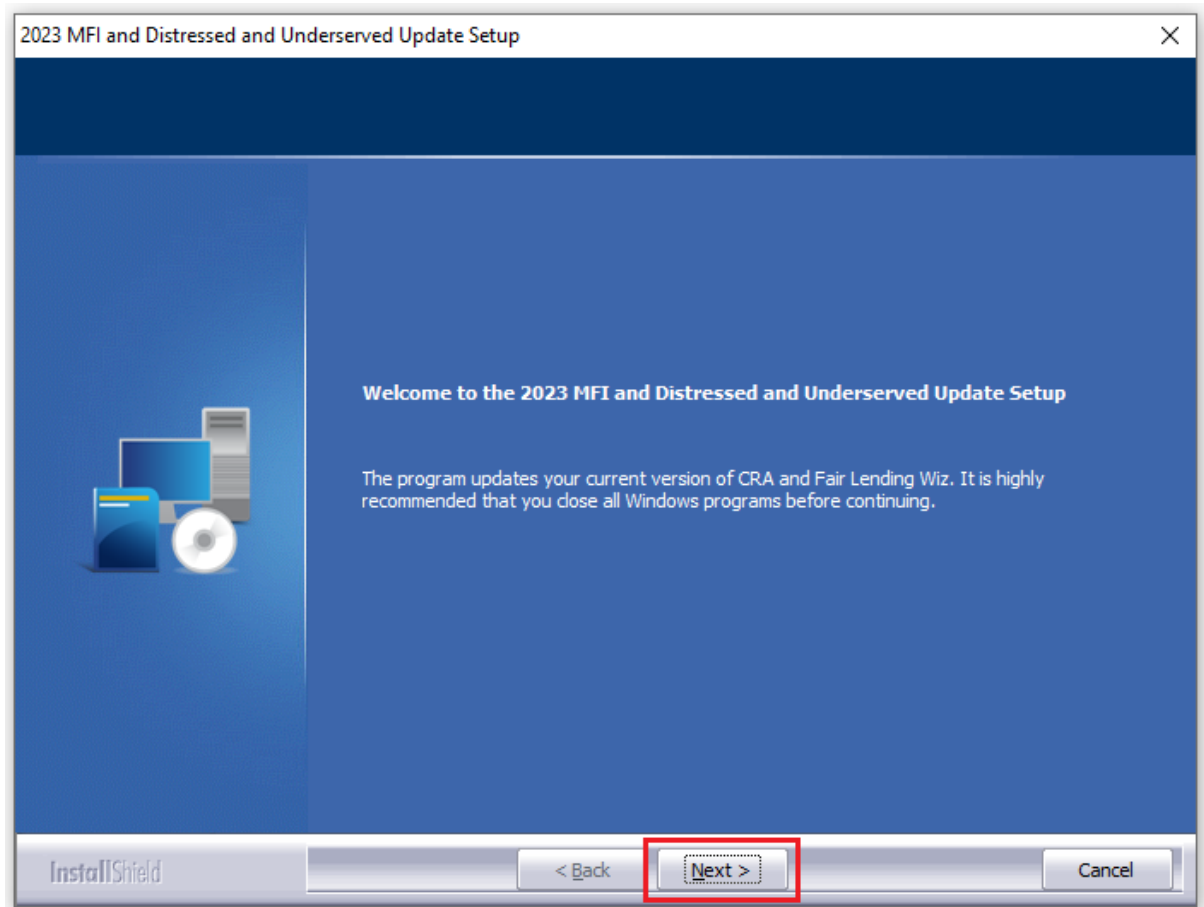 2023 MFI and Distressed and Underserved Update Setup
Welcome to the 2023 MFI and Distressed and Underserved Update Setup
The program updates your current version of CRA and Fair Lending Wiz. It is highly
recommended that you close all Windows programs before continuing.
InstallShield
< Back
Next >
Cancel